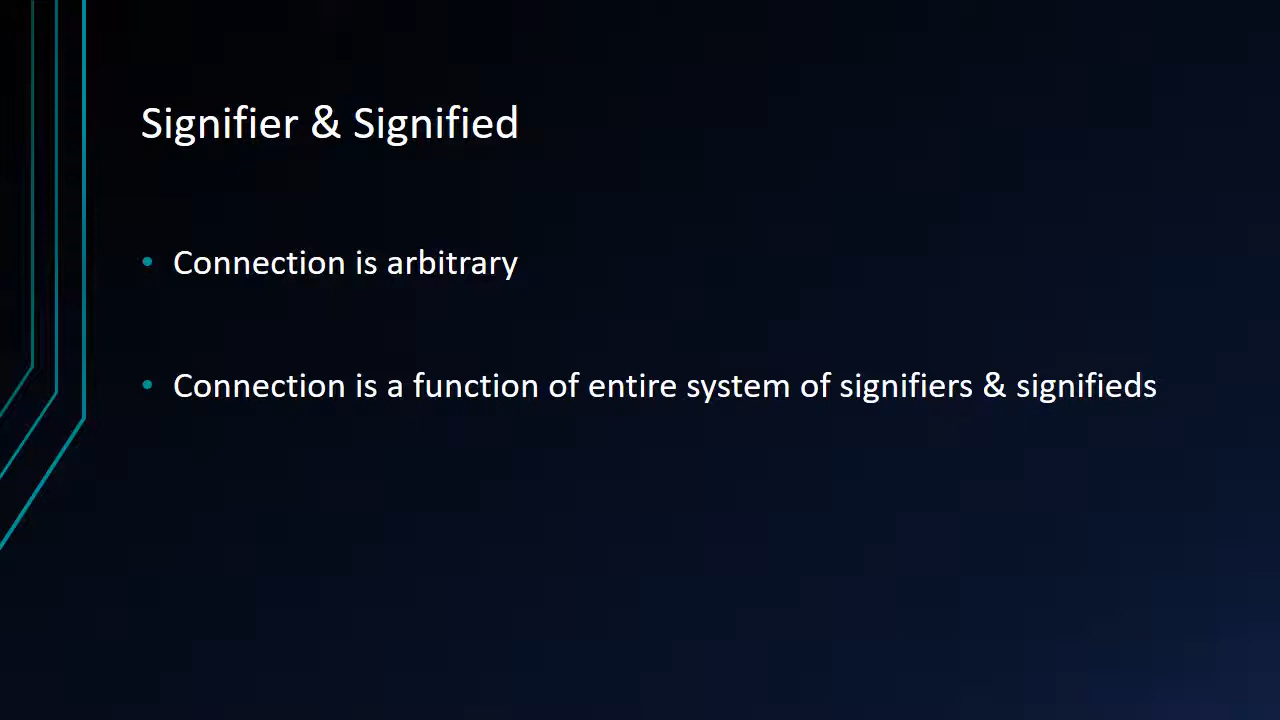 Signifier & Signified
• Connection is arbitrary
• Connection is a function of entire system of signifiers & signifieds